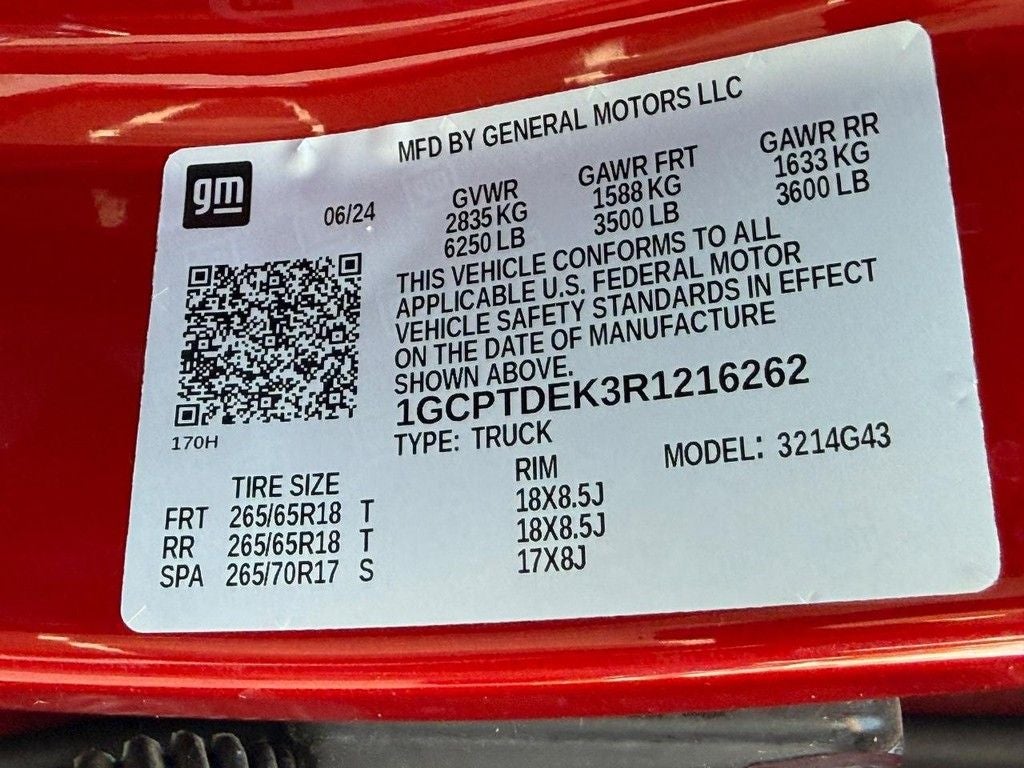 MFD BY GENERAL MOTORS LLC
gm
06/24
GVWR GAWR FRT GAWR RR
2835 KG 1588 KG 1633 KG
6250 LB 3500 LB 3600 LB
THIS VEHICLE CONFORMS TO ALL
APPLICABLE U.S. FEDERAL MOTOR
VEHICLE SAFETY STANDARDS IN EFFECT
ON THE DATE OF MANUFACTURE
SHOWN ABOVE.
1GCPTDEK3R1216262
170H
TYPE: TRUCK MODEL: 3214G43
TIRE SIZE RIM
FRT 265/65R18 T 18X8.5J
RR 265/65R18 T 18X8.5J
SPA 265/70R17 S 17X8J